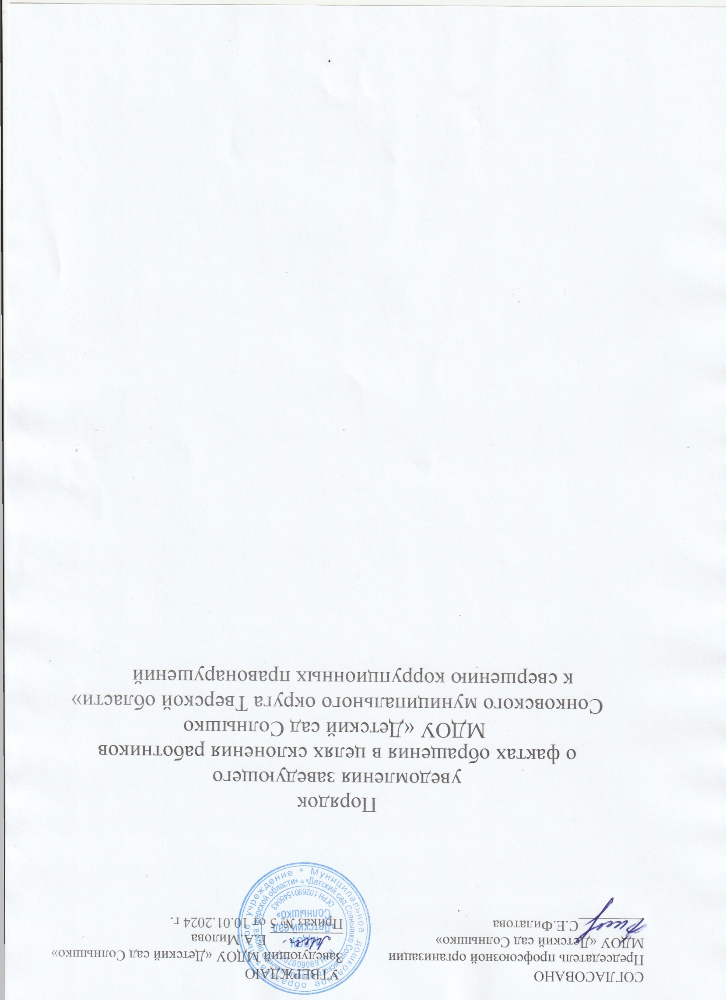 СОГЛАСОВАНО
Председатель профсоюзной организации
МДОУ «Детский сад Солнышко»
С.Е.Филатова
УТВЕРЖДАЮ
Заведующий МДОУ «Детский сад Солнышко»
Е.А.Милова
Приказ № 5 от 10.01.2024 г.
Муниципальное дошкольное образовательное учреждение *
«Детский сад Солнышко Сонковского муниципального округа Тверской области» *
ОГРН 1026901545043
МДОУ
«Детский сад
Солнышко»
Порядок
уведомления заведующего
о фактах обращения в целях склонения работников
МДОУ «Детский сад Солнышко
Сонковского муниципального округа Тверской области»
к свершению коррупционных правонарушений